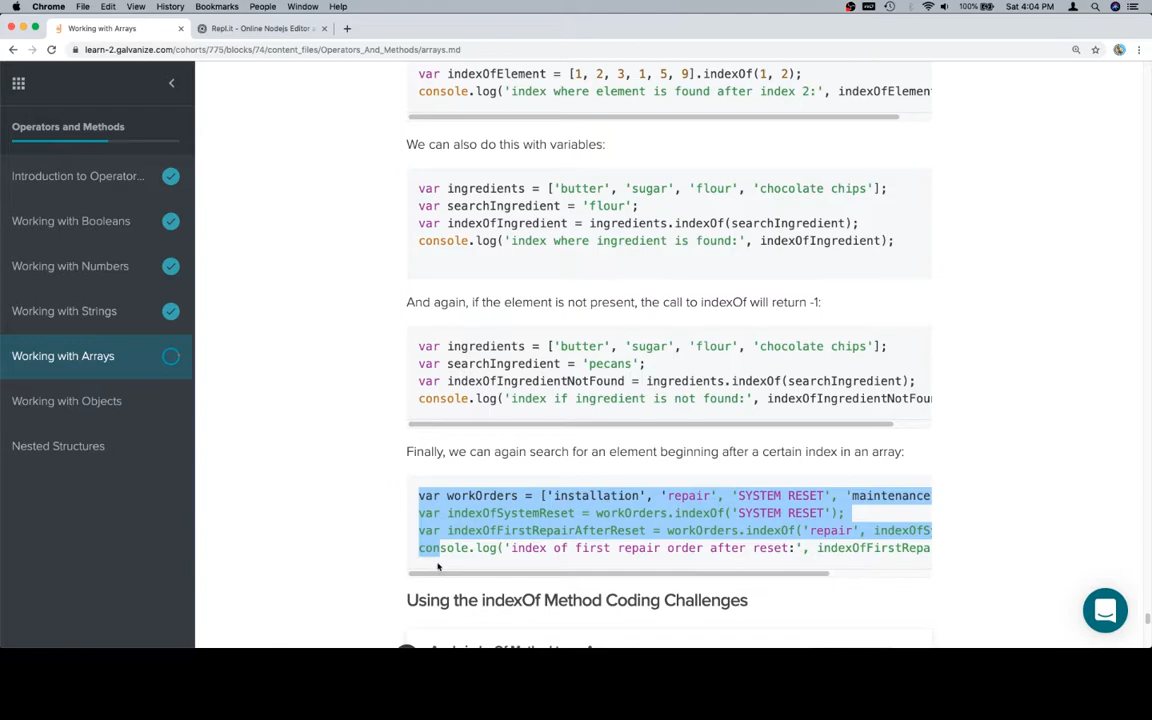 Chrome File Edit View History Bookmarks People Window Help 100% Sat 4:04 PM
Working with Arrays × Repl.it - Online Nodejs Editor × +
learn-2.galvanize.com/cohorts/775/blocks/74/content_files/Operators_And_Methods/arrays.md
Operators and Methods
Introduction to Operator...
Working with Booleans
Working with Numbers
Working with Strings
Working with Arrays
Working with Objects
Nested Structures
var indexOfElement = [1, 2, 3, 1, 5, 9].indexOf(1, 2);
console.log('index where element is found after index 2:', indexOfElemen
We can also do this with variables:
var ingredients = ['butter', 'sugar', 'flour', 'chocolate chips'];
var searchIngredient = 'flour';
var indexOfIngredient = ingredients.indexOf(searchIngredient);
console.log('index where ingredient is found:', indexOfIngredient);
And again, if the element is not present, the call to indexOf will return -1:
var ingredients = ['butter', 'sugar', 'flour', 'chocolate chips'];
var searchIngredient = 'pecans';
var indexOfIngredientNotFound = ingredients.indexOf(searchIngredient);
console.log('index if ingredient is not found:', indexOfIngredientNotFou
Finally, we can again search for an element beginning after a certain index in an array:
var workOrders = ['installation', 'repair', 'SYSTEM RESET', 'maintenance
var indexOfSystemReset = workOrders.indexOf('SYSTEM RESET');
var indexOfFirstRepairAfterReset = workOrders.indexOf('repair', indexOfS
console.log('index of first repair order after reset:', indexOfFirstRepa
Using the indexOf Method Coding Challenges